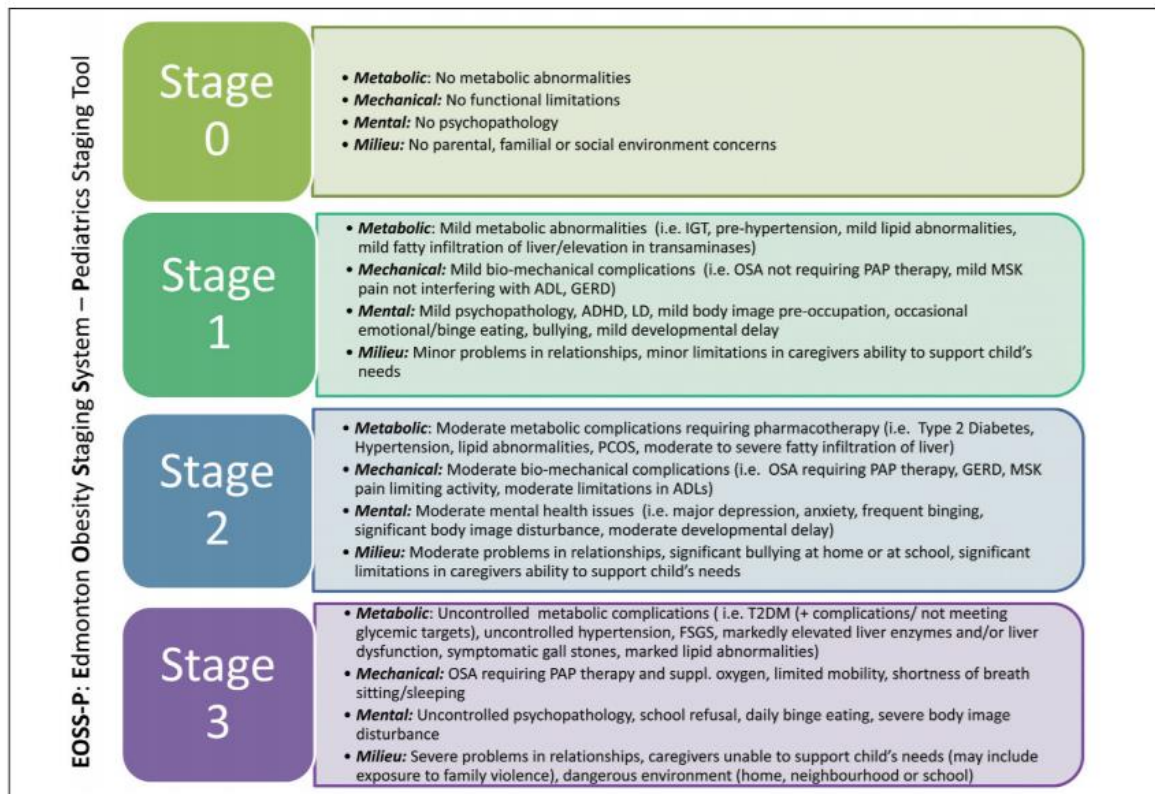 EOSS-P: Edmonton Obesity Staging System – Pediatrics Staging Tool
Stage
0
• Metabolic: No metabolic abnormalities
• Mechanical: No functional limitations
• Mental: No psychopathology
• Milieu: No parental, familial or social environment concerns
Stage
1
• Metabolic: Mild metabolic abnormalities (i.e. IGT, pre-hypertension, mild lipid abnormalities,
mild fatty infiltration of liver/elevation in transaminases)
• Mechanical: Mild bio-mechanical complications (i.e. OSA not requiring PAP therapy, mild MSK
pain not interfering with ADL, GERD)
• Mental: Mild psychopathology, ADHD, LD, mild body image pre-occupation, occasional
emotional/binge eating, bullying, mild developmental delay
• Milieu: Minor problems in relationships, minor limitations in caregivers ability to support child's
needs
Stage
2
• Metabolic: Moderate metabolic complications requiring pharmacotherapy (i.e. Type 2 Diabetes,
Hypertension, lipid abnormalities, PCOS, moderate to severe fatty infiltration of liver)
• Mechanical: Moderate bio-mechanical complications (i.e. OSA requiring PAP therapy, GERD, MSK
pain limiting activity, moderate limitations in ADLs)
• Mental: Moderate mental health issues (i.e. major depression, anxiety, frequent binging,
significant body image disturbance, moderate developmental delay)
• Milieu: Moderate problems in relationships, significant bullying at home or at school, significant
limitations in caregivers ability to support child's needs
Stage
3
• Metabolic: Uncontrolled metabolic complications ( i.e. T2DM (+ complications/ not meeting
glycemic targets), uncontrolled hypertension, FSGS, markedly elevated liver enzymes and/or liver
dysfunction, symptomatic gall stones, marked lipid abnormalities)
• Mechanical: OSA requiring PAP therapy and suppl. oxygen, limited mobility, shortness of breath
sitting/sleeping
• Mental: Uncontrolled psychopathology, school refusal, daily binge eating, severe body image
disturbance
• Milieu: Severe problems in relationships, caregivers unable to support child's needs (may include
exposure to family violence), dangerous environment (home, neighbourhood or school)